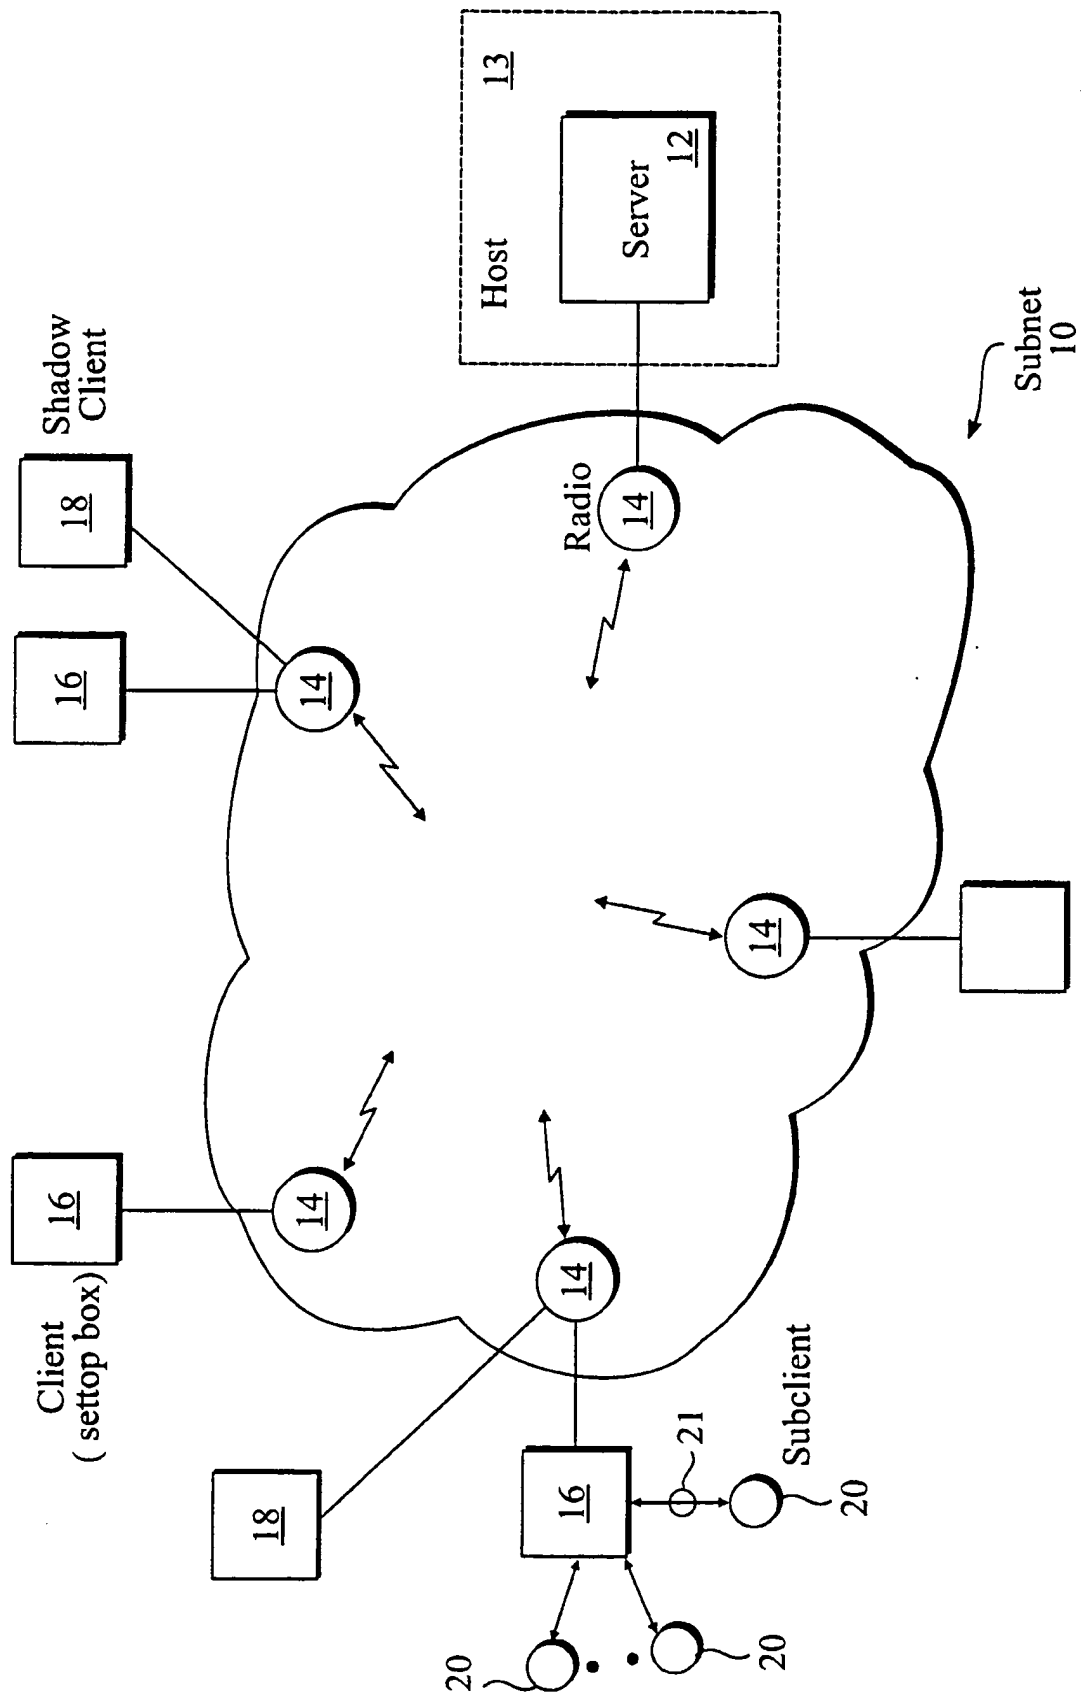 Client
( settop box)
16
16
18
Shadow
Client
18
14
14
20
Host
13
16
14
Radio
14
Server
12
21
20
14
Subclient
20
Subnet
10